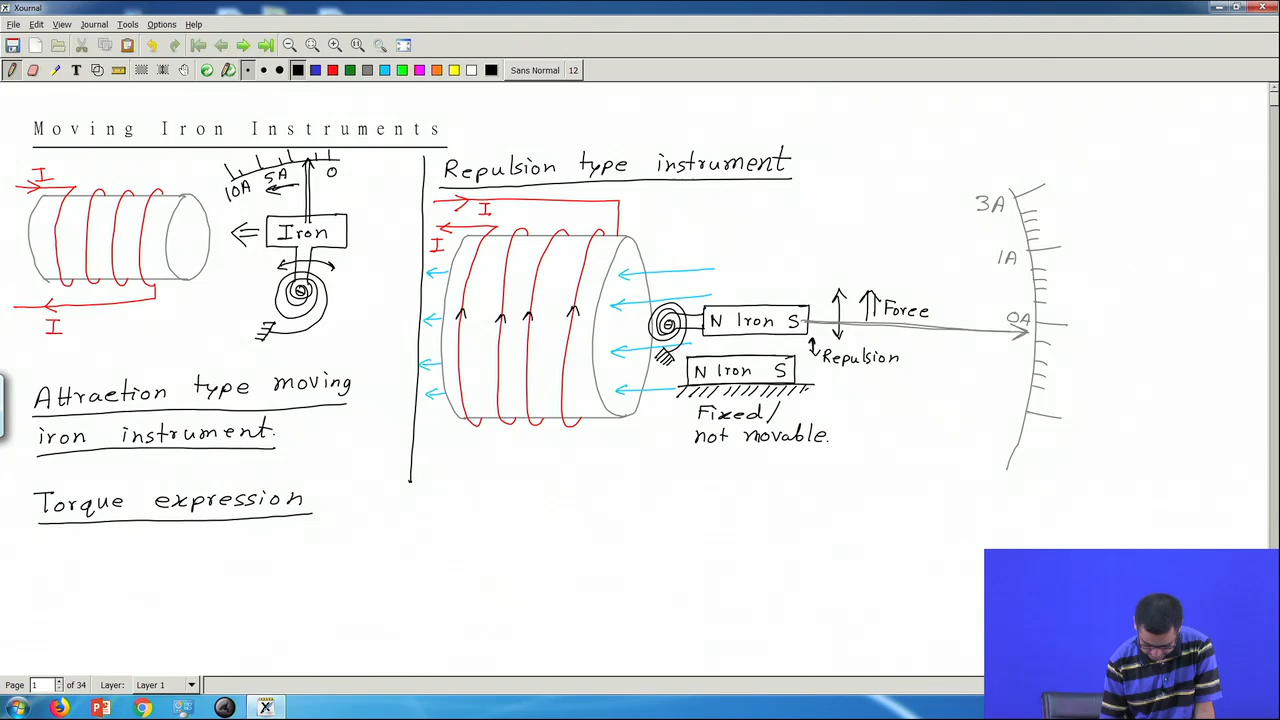 Xournal
File Edit View Journal Tools Options Help
Sans Normal 12
Moving Iron Instruments
I
10A 5A 0
Iron
I
Attraction type moving
iron instrument.
Torque expression
Repulsion type instrument
I
I
N Iron S
Force
Repulsion
N Iron S
Fixed/
not movable.
3A
1A
0A
Page 1 of 34 Layer: Layer 1